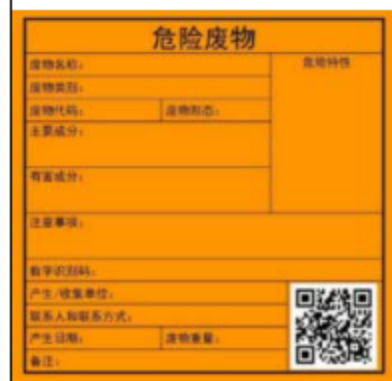 危险废物
废物名称： 危险特性
废物类别：
废物代码： 废物形态：
主要成分：
有害成分：
注意事项：
数字识别码：
产生/收集单位：
联系人和联系方式：
产生日期： 废物重量：
备注：